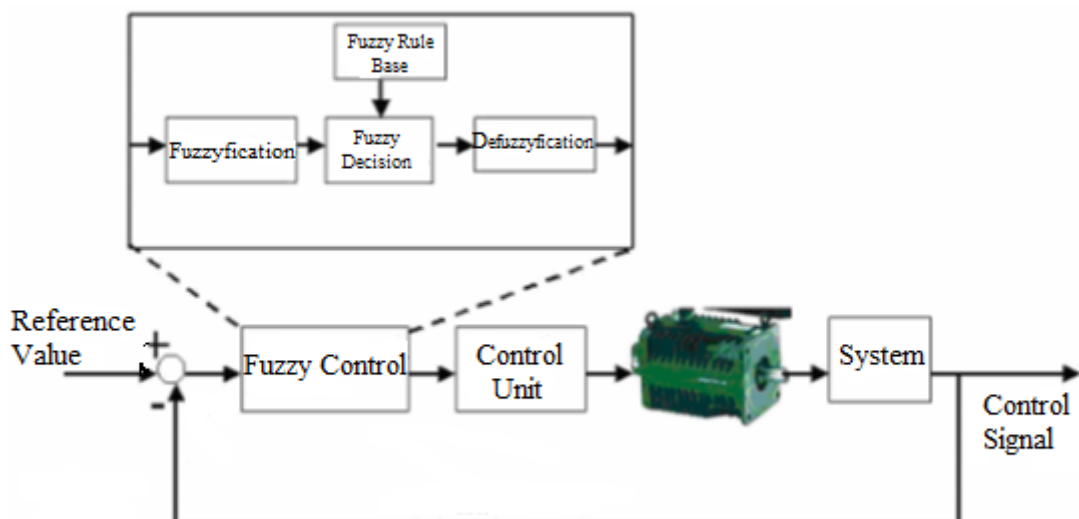 Fuzzy Rule
Base
Fuzzyfication
Fuzzy
Decision
Defuzzyfication
Reference
Value
+
-
Fuzzy Control
Control
Unit
System
Control
Signal